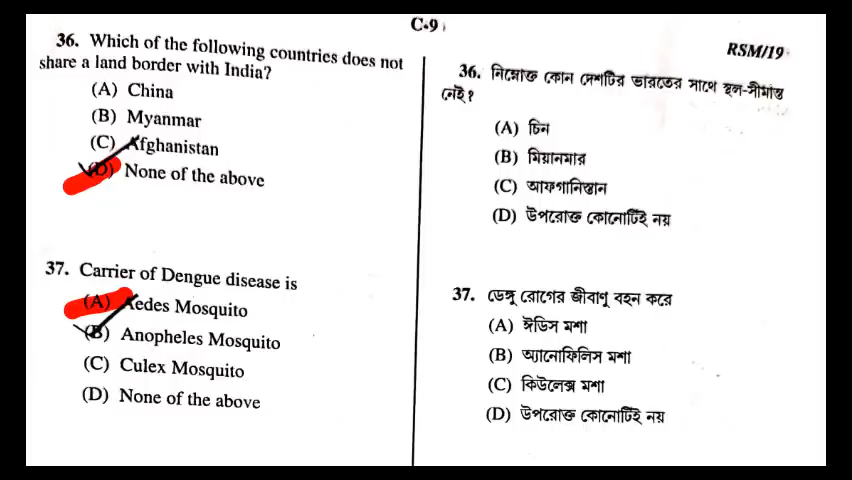 C-9
RSM/19
36. Which of the following countries does not
share a land border with India?
(A) China
(B) Myanmar
(C) Afghanistan
(D) None of the above
37. Carrier of Dengue disease is
(A) Aedes Mosquito
(B) Anopheles Mosquito
(C) Culex Mosquito
(D) None of the above
36. নিম্নোক্ত কোন দেশটির ভারতের সাথে স্থল-সীমান্ত
নেই?
(A) চিন
(B) মিয়ানমার
(C) আফগানিস্তান
(D) উপরোক্ত কোনোটিই নয়
37. ডেঙ্গু রোগের জীবাণু বহন করে
(A) ঈডিস মশা
(B) অ্যানোফিলিস মশা
(C) কিউলেক্স মশা
(D) উপরোক্ত কোনোটিই নয়